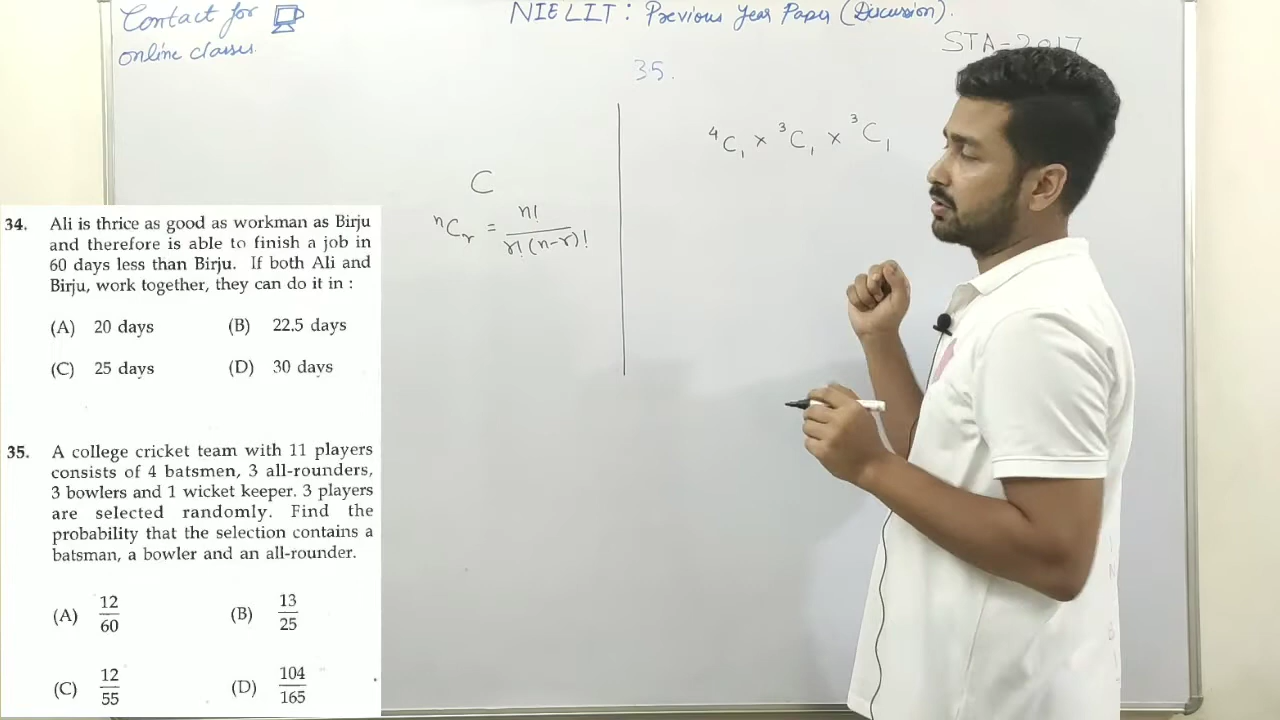 Contact for
online classes.
NIELIT : Previous Year Paper (Discussion).
STA-2017
35.
C
ⁿCᵣ = n! / r! (n-r)!
⁴C₁ × ³C₁ × ³C₁
34. Ali is thrice as good as workman as Birju
and therefore is able to finish a job in
60 days less than Birju. If both Ali and
Birju, work together, they can do it in :
(A) 20 days (B) 22.5 days
(C) 25 days (D) 30 days
35. A college cricket team with 11 players
consists of 4 batsmen, 3 all-rounders,
3 bowlers and 1 wicket keeper. 3 players
are selected randomly. Find the
probability that the selection contains a
batsman, a bowler and an all-rounder.
(A) 12/60 (B) 13/25
(C) 12/55 (D) 104/165